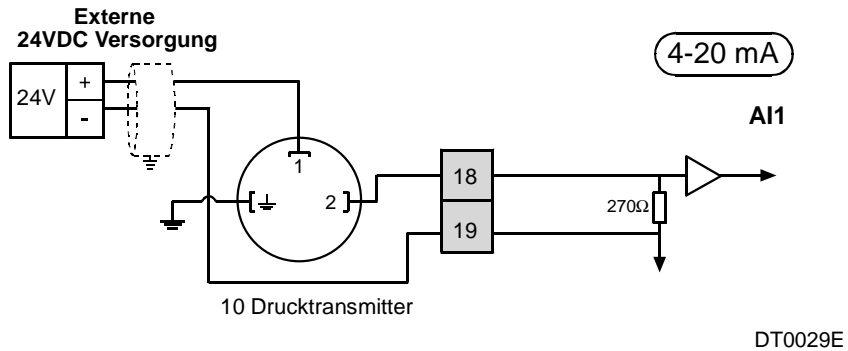 Externe
24VDC Versorgung
4-20 mA
24V
+
-
AI1
1
2
18
19
270Ω
10 Drucktransmitter
DT0029E